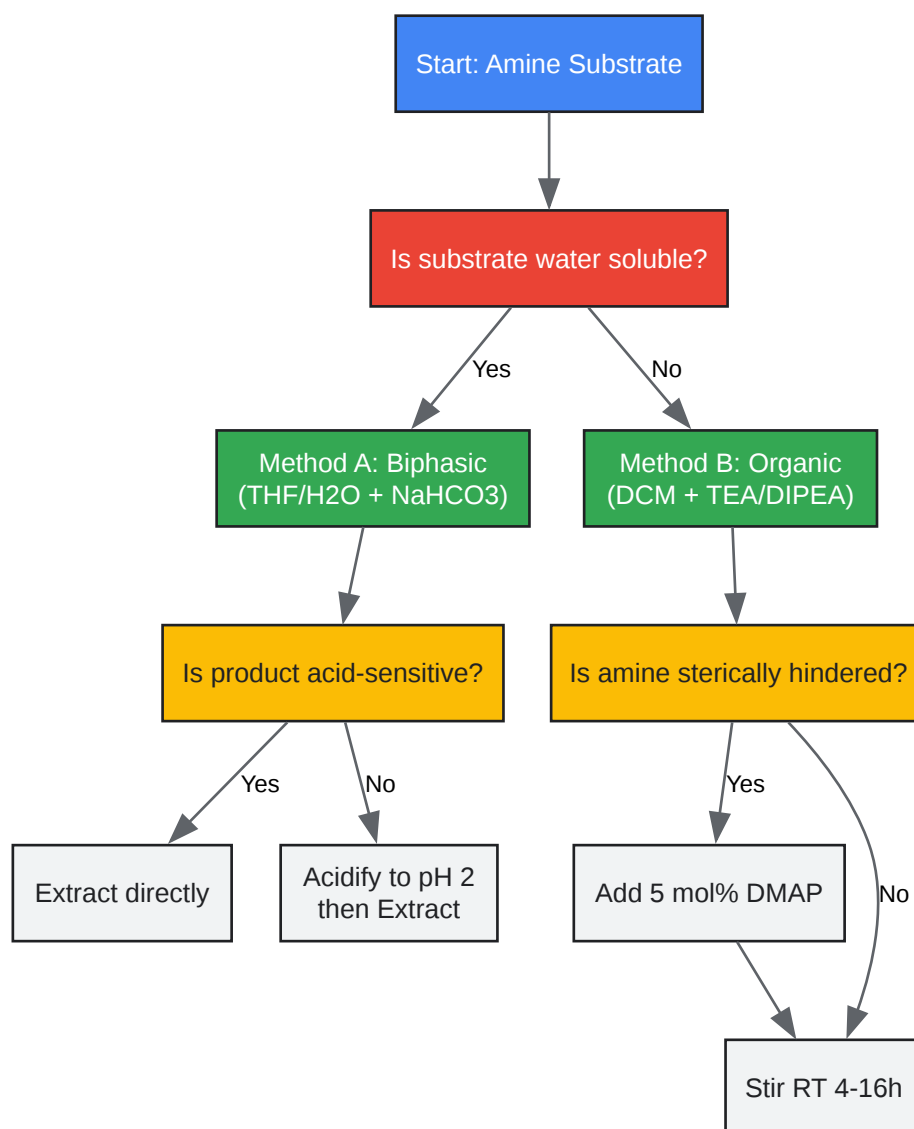 Start: Amine Substrate
Is substrate water soluble?
Yes
No
Method A: Biphasic
(THF/H2O + NaHCO3)
Method B: Organic
(DCM + TEA/DIPEA)
Is product acid-sensitive?
Is amine sterically hindered?
Yes
No
Yes
No
Extract directly
Acidify to pH 2
then Extract
Add 5 mol% DMAP
Stir RT 4-16h